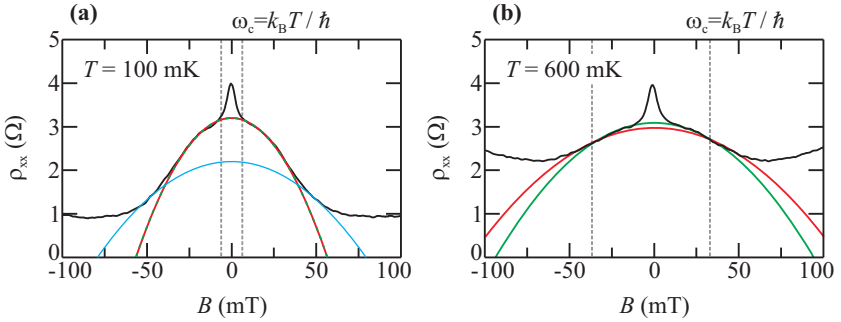 (a)
ω_c=k_BT / ħ
T = 100 mK
5
4
3
2
1
0
ρ_xx (Ω)
-100
-50
0
50
100
B (mT)
(b)
ω_c=k_BT / ħ
T = 600 mK
5
4
3
2
1
0
ρ_xx (Ω)
-100
-50
0
50
100
B (mT)